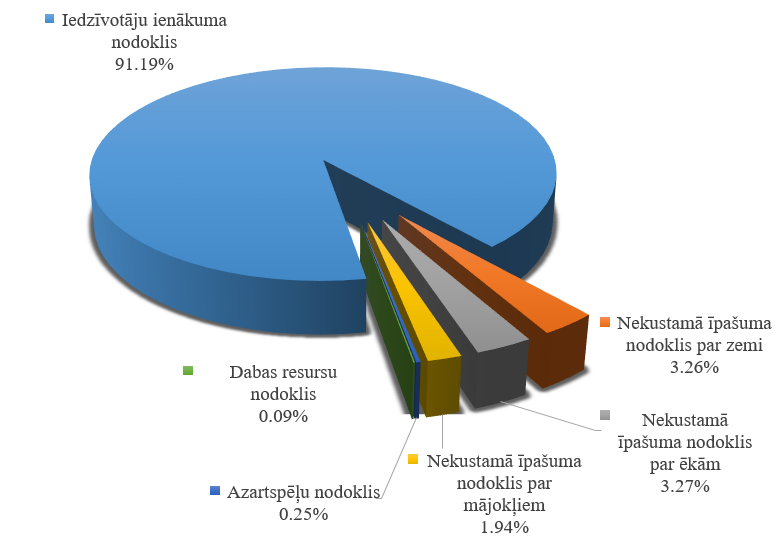 Iedzīvotāju ienākuma
nodoklis
91.19%
Nekustamā īpašuma
nodoklis par zemi
3.26%
Dabas resursu
nodoklis
0.09%
Nekustamā
īpašuma nodoklis
par ēkām
3.27%
Nekustamā īpašuma
nodoklis par
mājokļiem
1.94%
Azartspēļu nodoklis
0.25%